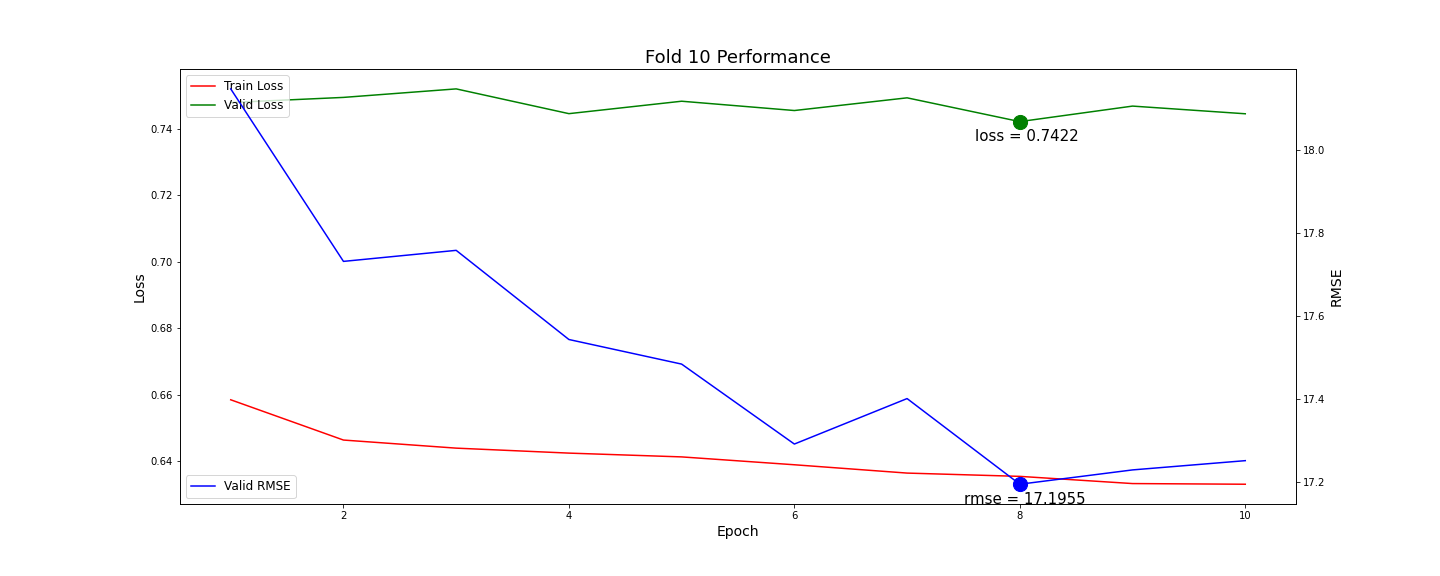 Fold 10 Performance
Train Loss
Valid Loss
0.74
0.72
0.70
0.68
0.66
0.64
Loss
loss = 0.7422
18.0
17.8
17.6
17.4
17.2
RMSE
Valid RMSE
rmse = 17.1955
2 4 6 8 10
Epoch